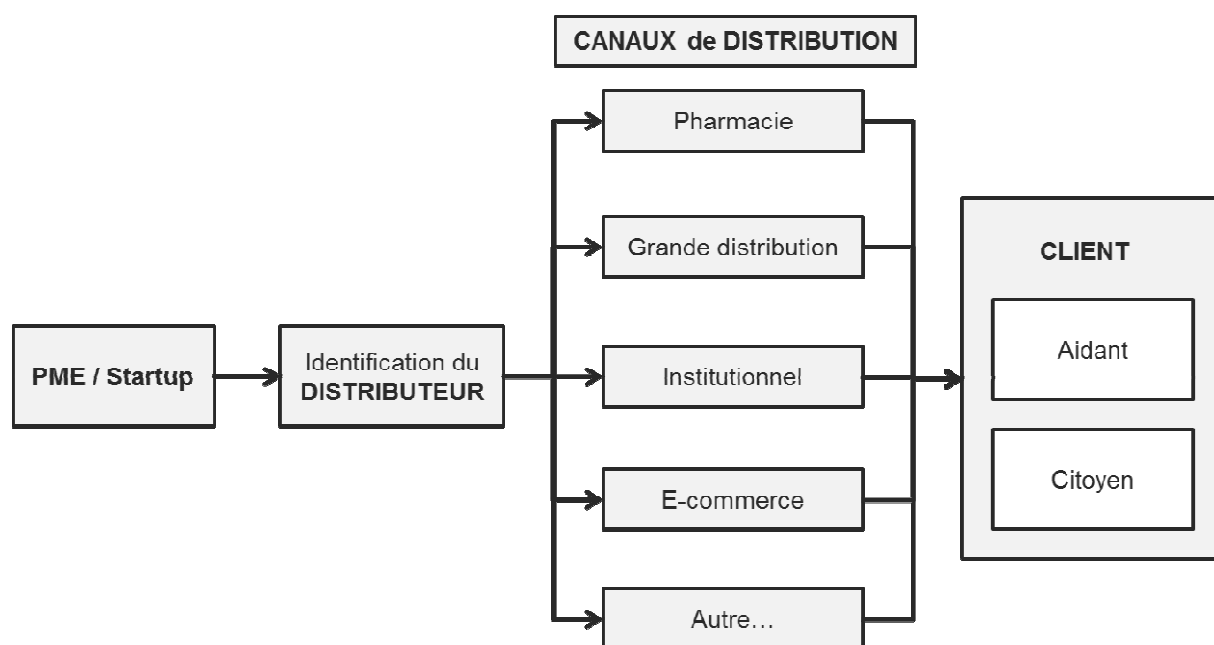 CANAUX de DISTRIBUTION
Pharmacie
Grande distribution
CLIENT
PME / Startup
Identification du
DISTRIBUTEUR
Institutionnel
Aidant
E-commerce
Citoyen
Autre…